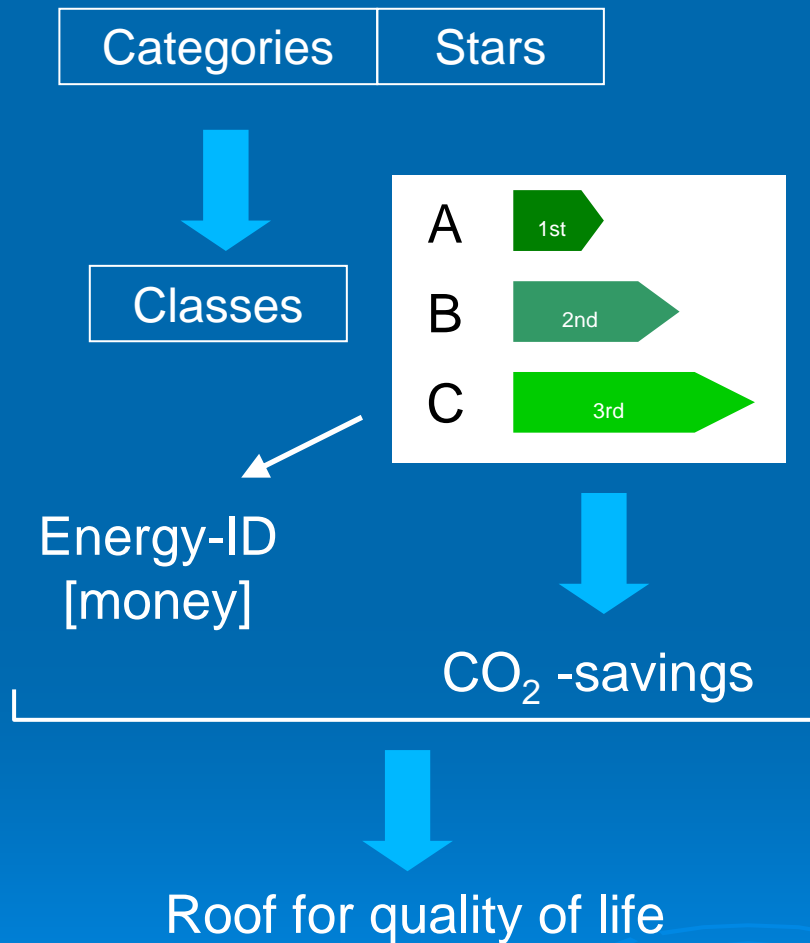 Categories Stars
Classes
A 1st
B 2nd
C 3rd
Energy-ID
[money]
CO₂ -savings
Roof for quality of life